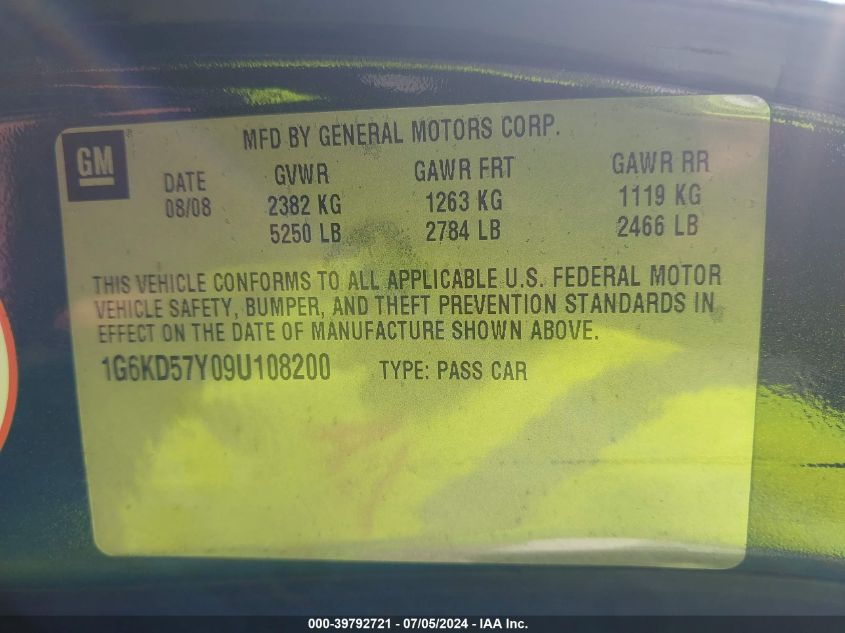 MFD BY GENERAL MOTORS CORP.
GM
DATE GVWR GAWR FRT GAWR RR
08/08 2382 KG 1263 KG 1119 KG
5250 LB 2784 LB 2466 LB
THIS VEHICLE CONFORMS TO ALL APPLICABLE U.S. FEDERAL MOTOR
VEHICLE SAFETY, BUMPER, AND THEFT PREVENTION STANDARDS IN
EFFECT ON THE DATE OF MANUFACTURE SHOWN ABOVE.
1G6KD57Y09U108200 TYPE: PASS CAR
000-39792721 - 07/05/2024 - IAA Inc.